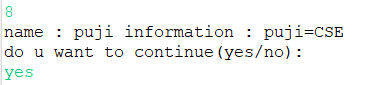 8
name : puji information : puji=CSE
do u want to continue(yes/no):
yes